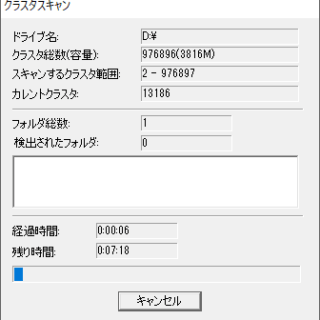 クラスタスキャン
ドライブ名: D:¥
クラスタ総数(容量): 976896(3816M)
スキャンするクラスタ範囲: 2 - 976897
カレントクラスタ: 13186
フォルダ総数: 1
検出されたフォルダ: 0
経過時間: 0:00:06
残り時間: 0:07:18
キャンセル